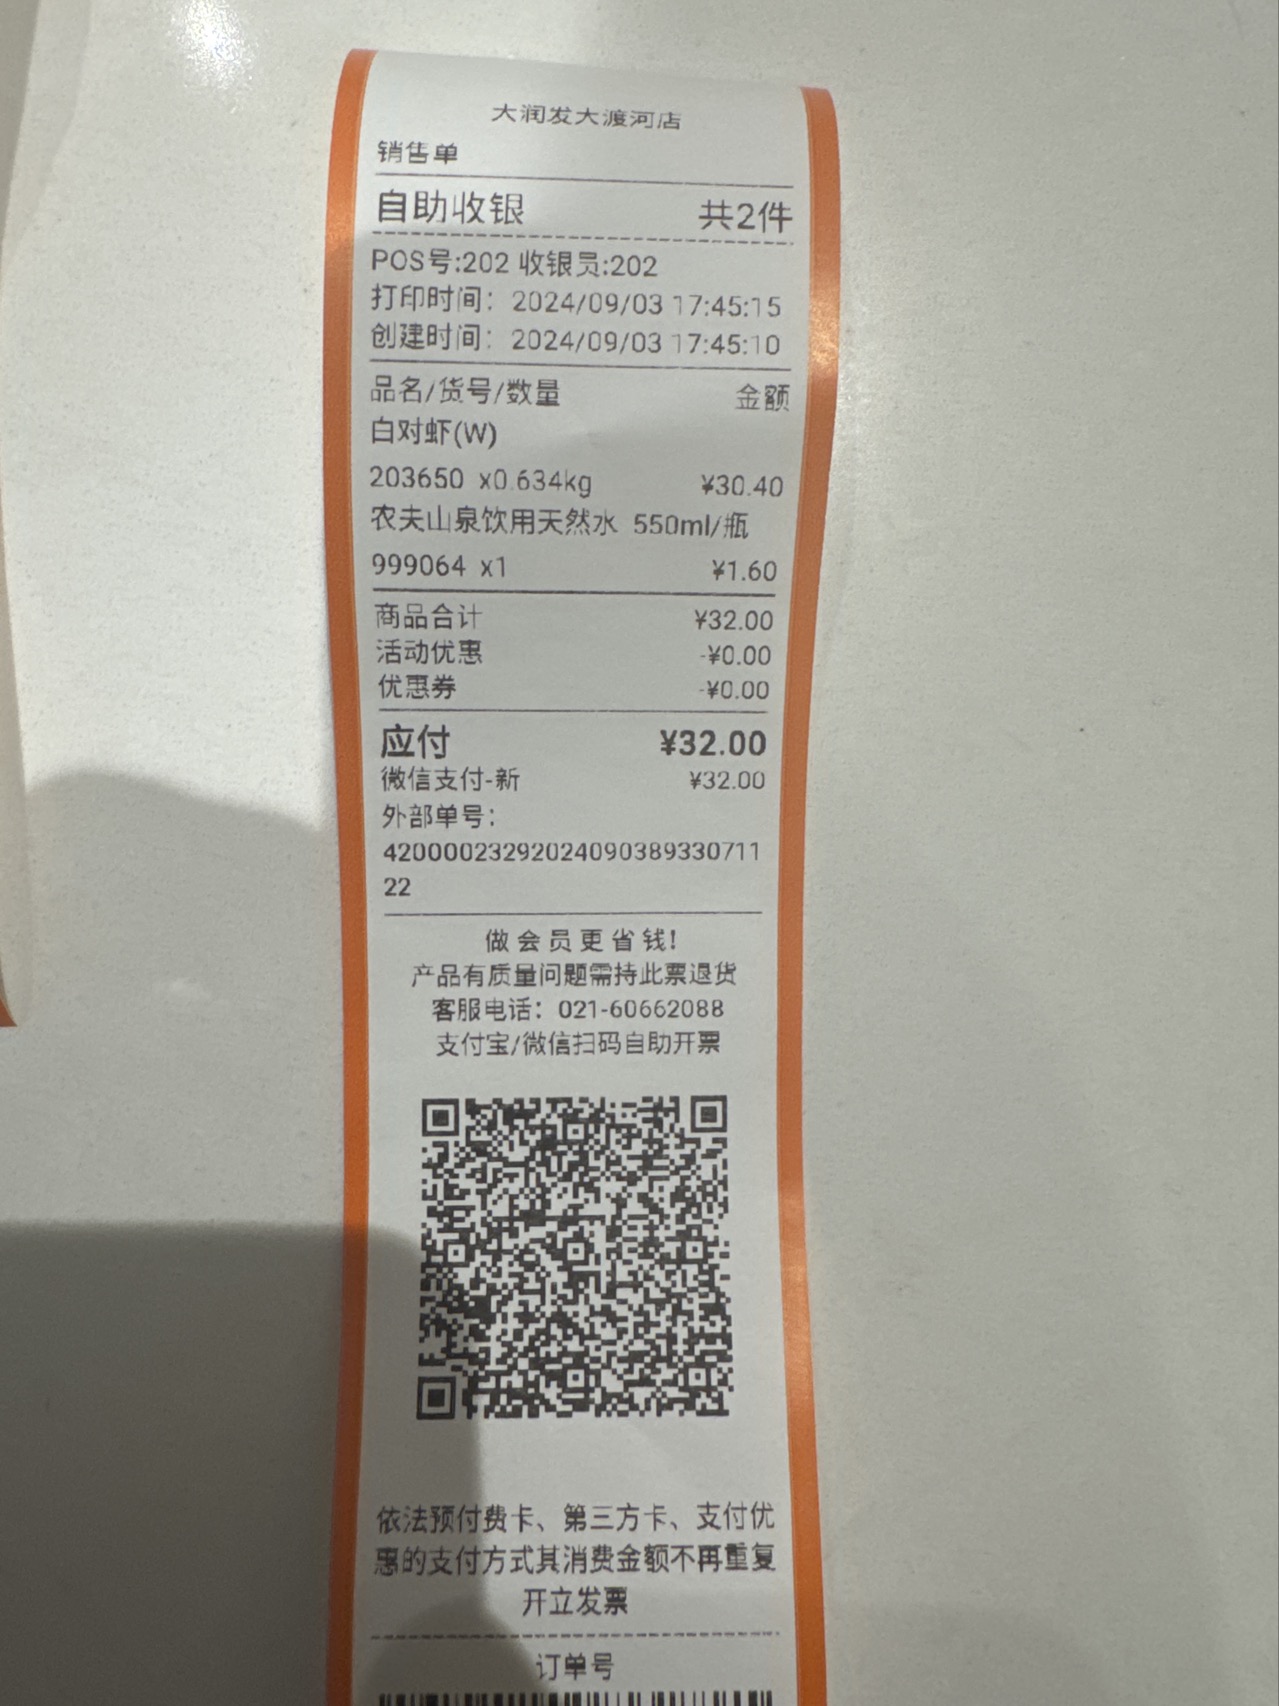 大润发大渡河店
销售单
自助收银 共2件
POS号:202 收银员:202
打印时间： 2024/09/03 17:45:15
创建时间： 2024/09/03 17:45:10
品名/货号/数量 金额
白对虾(W)
203650 x0.634kg ¥30.40
农夫山泉饮用天然水 550ml/瓶
999064 x1 ¥1.60
商品合计 ¥32.00
活动优惠 -¥0.00
优惠券 -¥0.00
应付 ¥32.00
微信支付-新 ¥32.00
外部单号：
42000023292024090389330711
22
做会员更省钱!
产品有质量问题需持此票退货
客服电话：021-60662088
支付宝/微信扫码自助开票
依法预付费卡、第三方卡、支付优
惠的支付方式其消费金额不再重复
开立发票
订单号